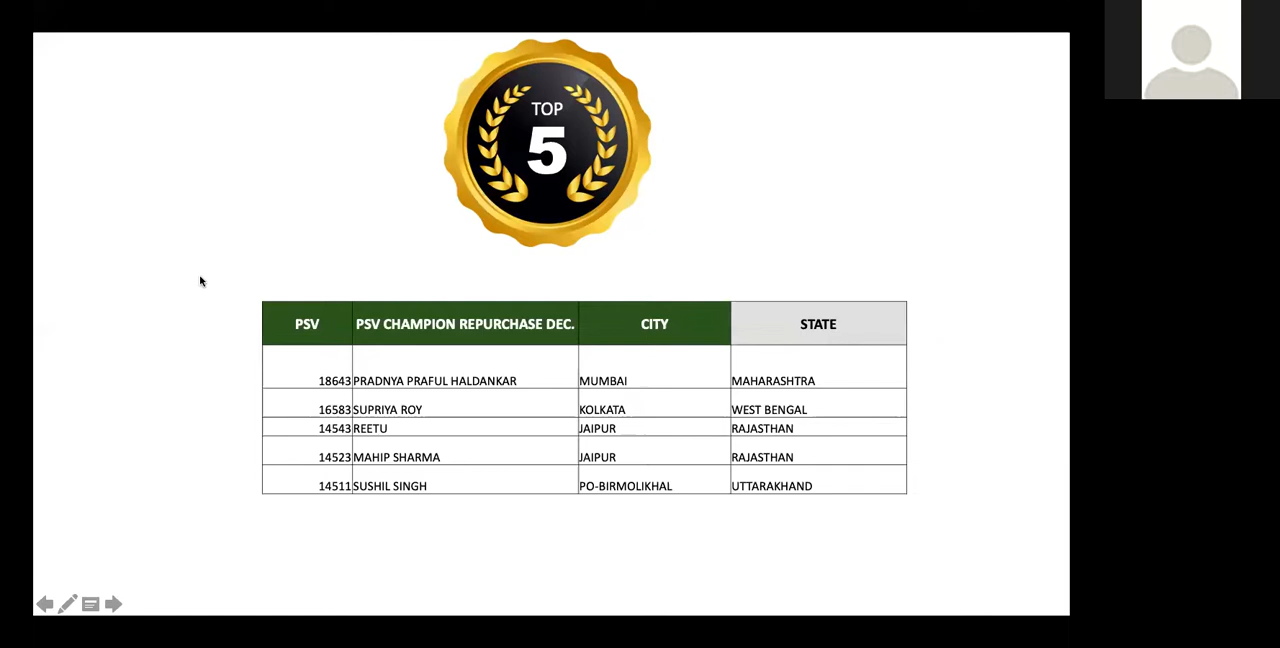 TOP
5
PSV PSV CHAMPION REPURCHASE DEC. CITY STATE
18643 PRADNYA PRAFUL HALDANKAR MUMBAI MAHARASHTRA
16583 SUPRIYA ROY KOLKATA WEST BENGAL
14543 REETU JAIPUR RAJASTHAN
14523 MAHIP SHARMA JAIPUR RAJASTHAN
14511 SUSHIL SINGH PO-BIRMOLIKHAL UTTARAKHAND